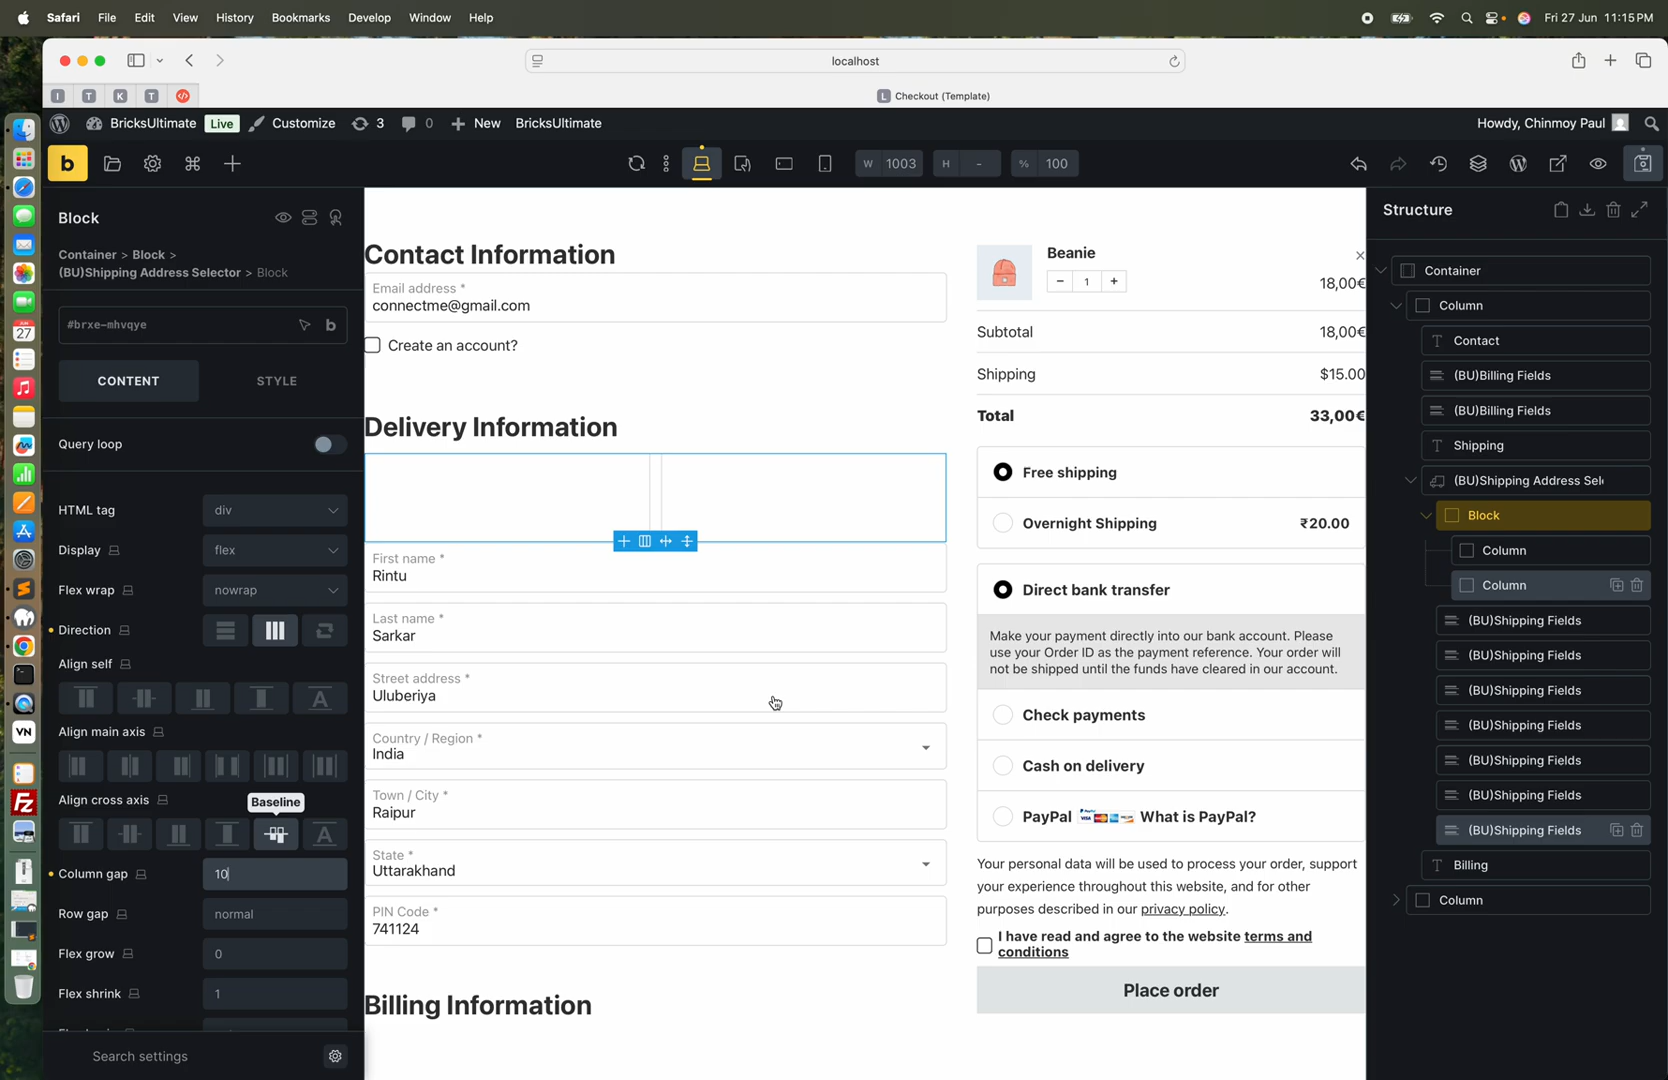 Safari File Edit View History Bookmarks Develop Window Help Fri 27 Jun 11:15 PM
localhost
I T K T L Checkout (Template)
BricksUltimate Live Customize 3 0 New BricksUltimate Howdy, Chinmoy Paul
b W 1003 H - % 100
Block
Container > Block >
(BU)Shipping Address Selector > Block
#brxe-mhvqye b
CONTENT STYLE
Query loop
HTML tag div
Display flex
Flex wrap nowrap
Direction
Align self
A
Align main axis
Align cross axis Baseline
A
Column gap 10
Row gap normal
Flex grow 0
Flex shrink 1
Search settings
27
VN
FZ
Contact Information
Email address *
connectme@gmail.com
Create an account?
Delivery Information
First name *
Rintu
Last name *
Sarkar
Street address *
Uluberiya
Country / Region *
India
Town / City *
Raipur
State *
Uttarakhand
PIN Code *
741124
Billing Information
Beanie ×
− 1 + 18,00€
Subtotal 18,00€
Shipping $15.00
Total 33,00€
Free shipping
Overnight Shipping ₹20.00
Direct bank transfer
Make your payment directly into our bank account. Please
use your Order ID as the payment reference. Your order will
not be shipped until the funds have cleared in our account.
Check payments
Cash on delivery
PayPal What is PayPal?
Your personal data will be used to process your order, support
your experience throughout this website, and for other
purposes described in our privacy policy.
I have read and agree to the website terms and
conditions
Place order
Structure
Container
Column
T Contact
(BU)Billing Fields
(BU)Billing Fields
T Shipping
(BU)Shipping Address Sele
Block
Column
Column
(BU)Shipping Fields
(BU)Shipping Fields
(BU)Shipping Fields
(BU)Shipping Fields
(BU)Shipping Fields
(BU)Shipping Fields
(BU)Shipping Fields
T Billing
Column